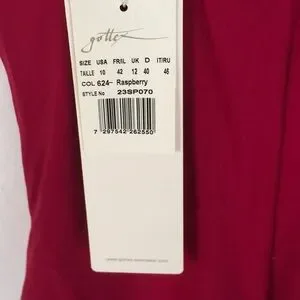 gottex
SIZE USA FR/IL UK D IT/RU
TAILLE 10 42 12 40 46
COL 624- Raspberry
STYLE No 23SP070
7 297542 262550